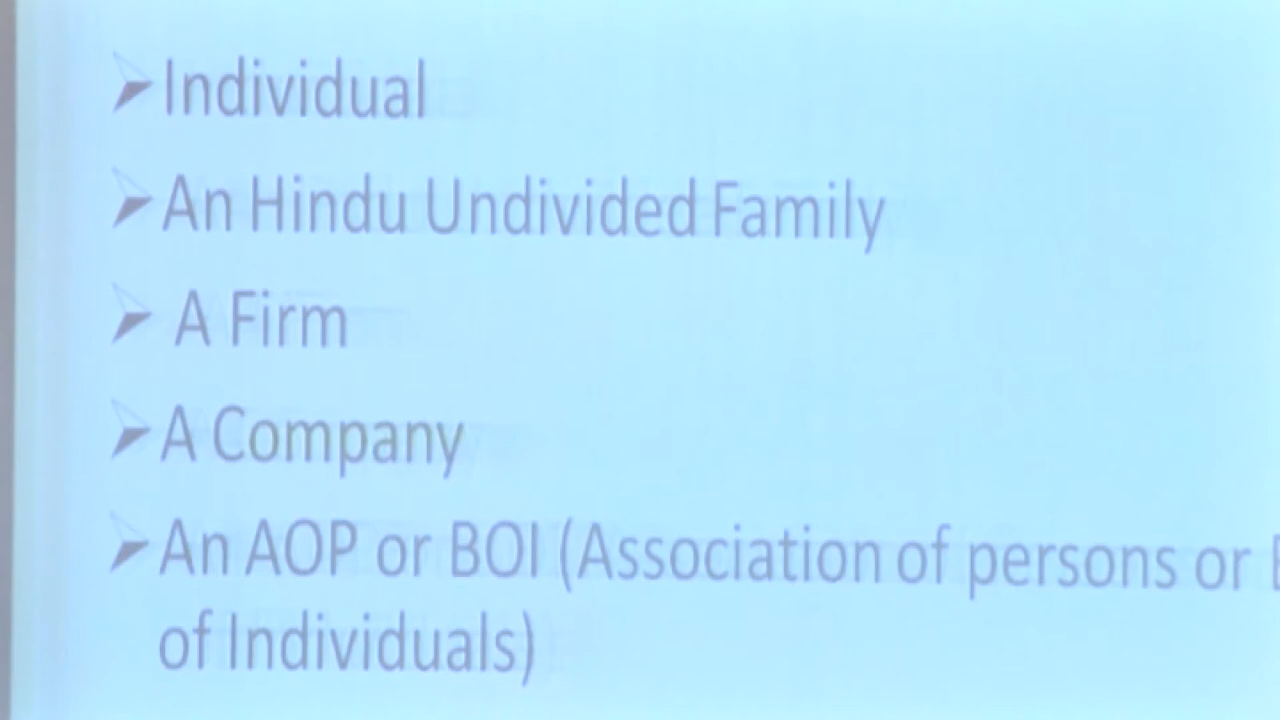 ➢Individual
➢An Hindu Undivided Family
➢ A Firm
➢A Company
➢An AOP or BOI (Association of persons or
of Individuals)